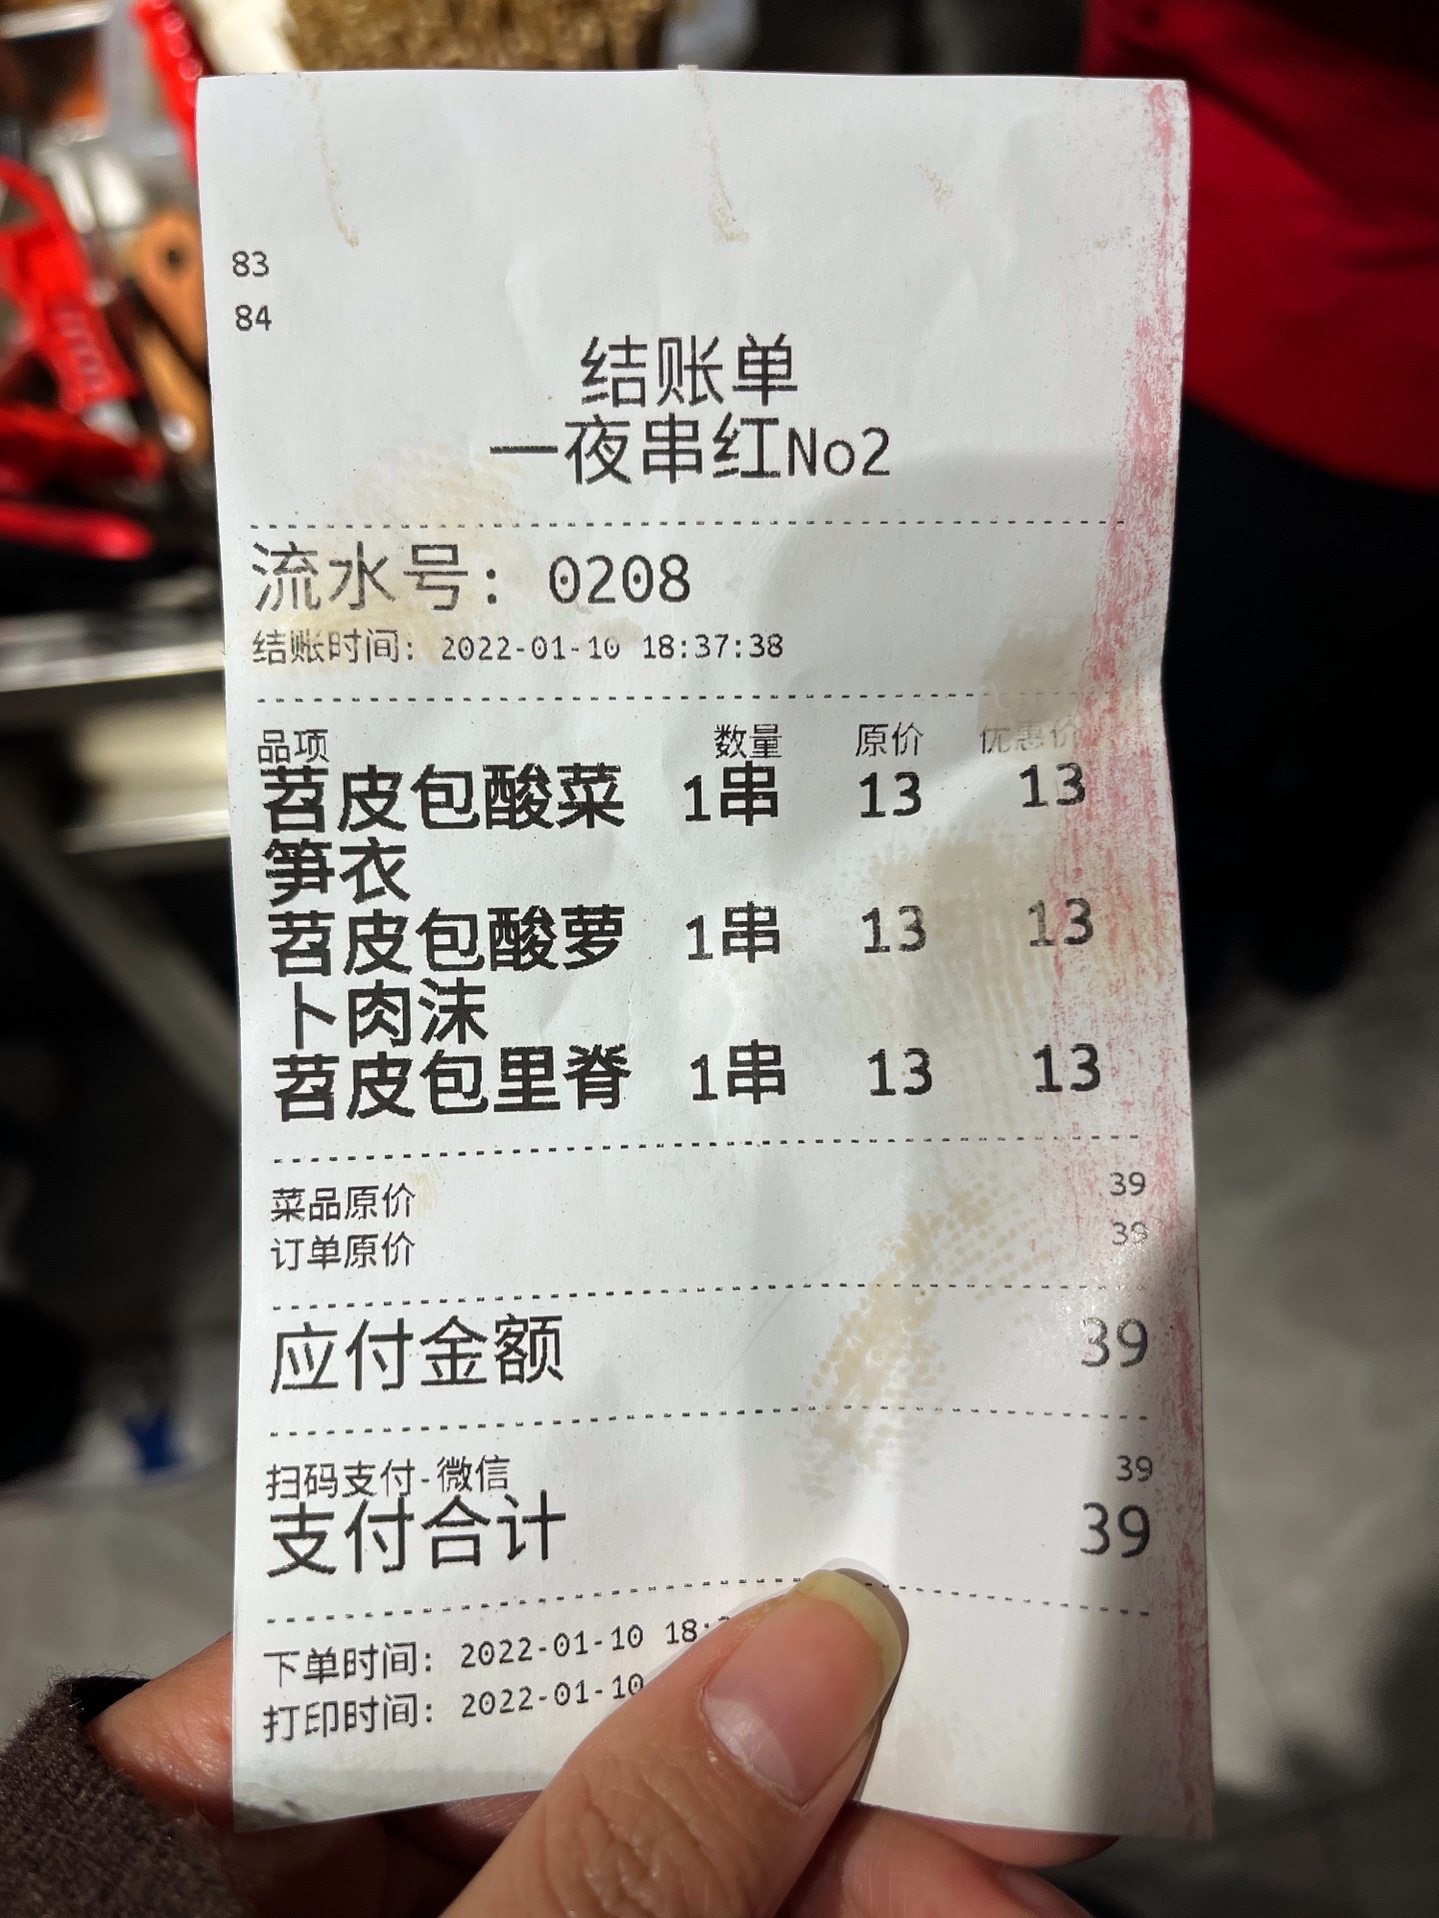 83
84
结账单
一夜串红No2
流水号: 0208
结账时间: 2022-01-10 18:37:38
品项 数量 原价 优惠价
苕皮包酸菜 1串 13 13
笋衣
苕皮包酸萝 1串 13 13
卜肉沫
苕皮包里脊 1串 13 13
菜品原价 39
订单原价 39
应付金额 39
扫码支付-微信 39
支付合计 39
下单时间: 2022-01-10 18:
打印时间: 2022-01-10